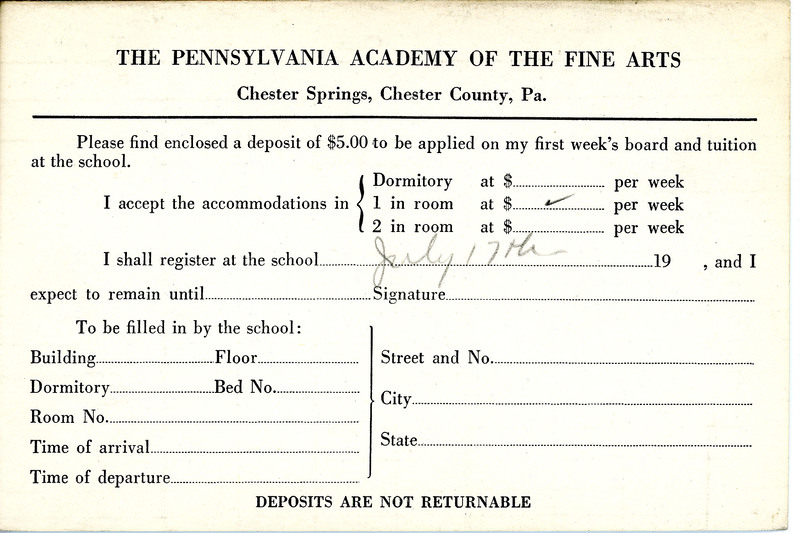 THE PENNSYLVANIA ACADEMY OF THE FINE ARTS
Chester Springs, Chester County, Pa.
Please find enclosed a deposit of $5.00 to be applied on my first week's board and tuition
at the school.
I accept the accommodations in { Dormitory at $ per week
1 in room at $ ✓ per week
2 in room at $ per week
I shall register at the school July 17th 19 , and I
expect to remain until Signature
To be filled in by the school:
Building Floor
Dormitory Bed No.
Room No.
Time of arrival
Time of departure
Street and No.
City
State
DEPOSITS ARE NOT RETURNABLE